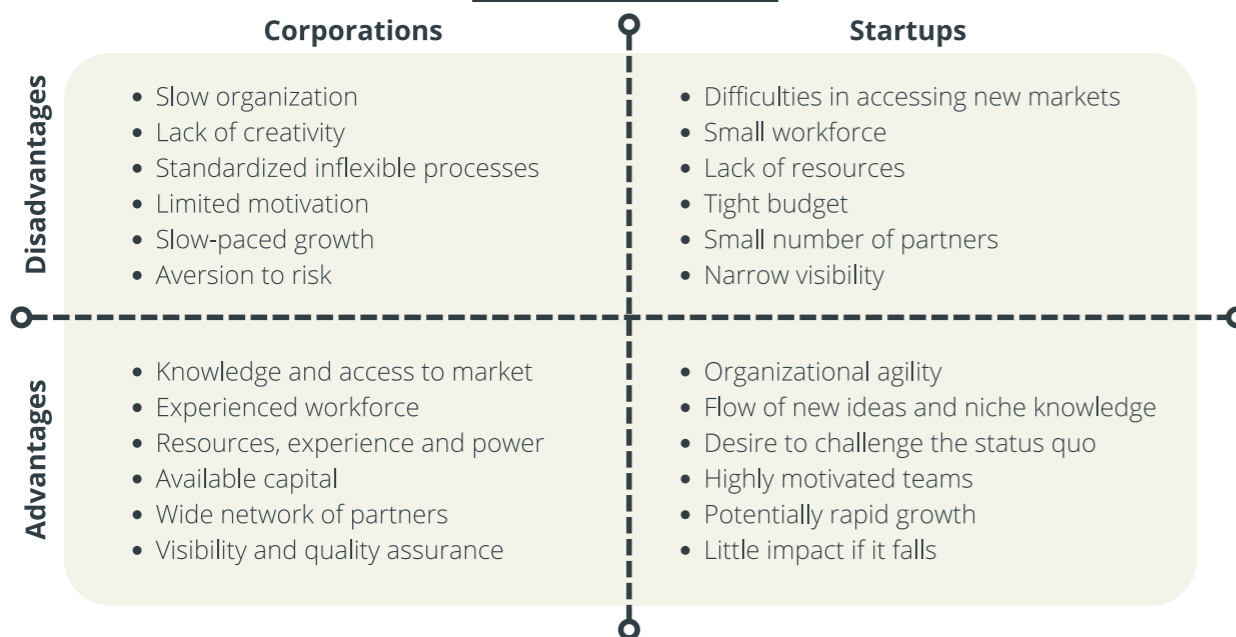 Corporations
Startups
Disadvantages
• Slow organization
• Lack of creativity
• Standardized inflexible processes
• Limited motivation
• Slow-paced growth
• Aversion to risk
• Difficulties in accessing new markets
• Small workforce
• Lack of resources
• Tight budget
• Small number of partners
• Narrow visibility
Advantages
• Knowledge and access to market
• Experienced workforce
• Resources, experience and power
• Available capital
• Wide network of partners
• Visibility and quality assurance
• Organizational agility
• Flow of new ideas and niche knowledge
• Desire to challenge the status quo
• Highly motivated teams
• Potentially rapid growth
• Little impact if it falls